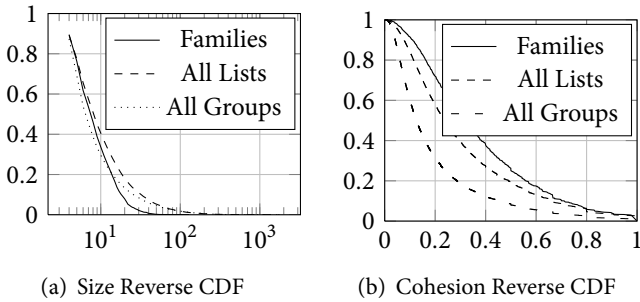 1
0.8
0.6
0.4
0.2
0
10^1
10^2
10^3
Families
All Lists
All Groups
(a) Size Reverse CDF
1
0.8
0.6
0.4
0.2
0
0
0.2
0.4
0.6
0.8
1
Families
All Lists
All Groups
(b) Cohesion Reverse CDF